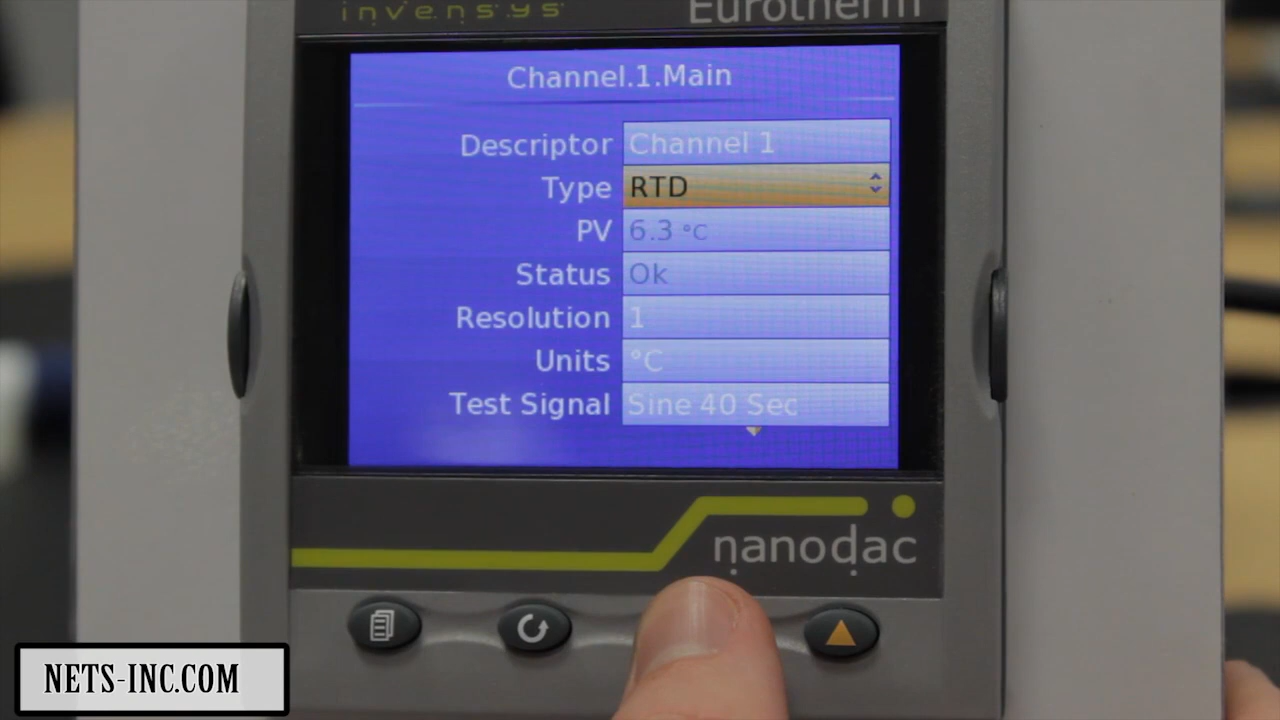 invensys
Eurotherm
Channel.1.Main
Descriptor Channel 1
Type RTD
PV 6.3 °C
Status Ok
Resolution 1
Units °C
Test Signal Sine 40 Sec
nanodac
NETS-INC.COM